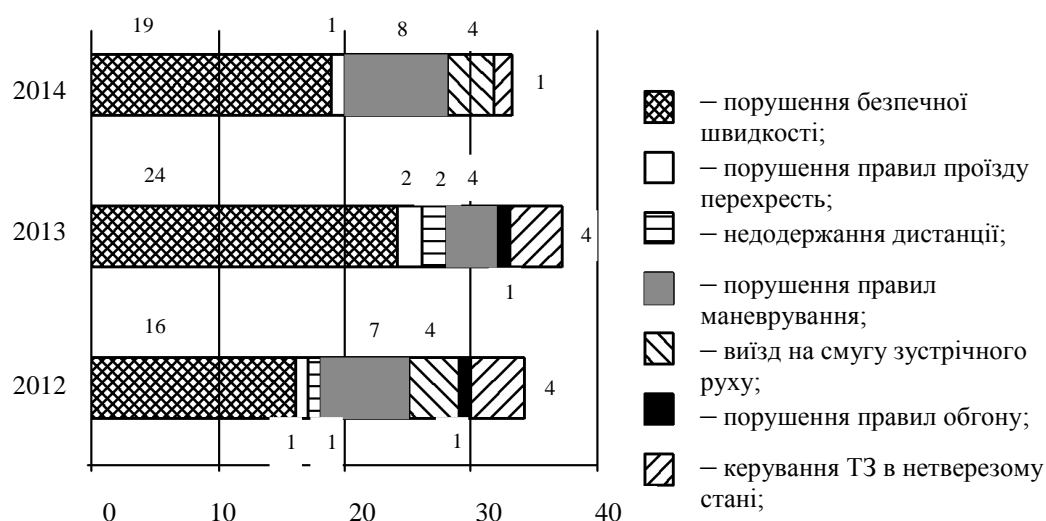 19 1 8 4
2014 1
24 2 2 4
2013 4
1
16 7 4
2012 4
1 1 1
0 10 20 30 40
– порушення безпечної
швидкості;
– порушення правил проїзду
перехресть;
– недодержання дистанції;
– порушення правил
маневрування;
– виїзд на смугу зустрічного
руху;
– порушення правил обгону;
– керування ТЗ в нетверезому
стані;